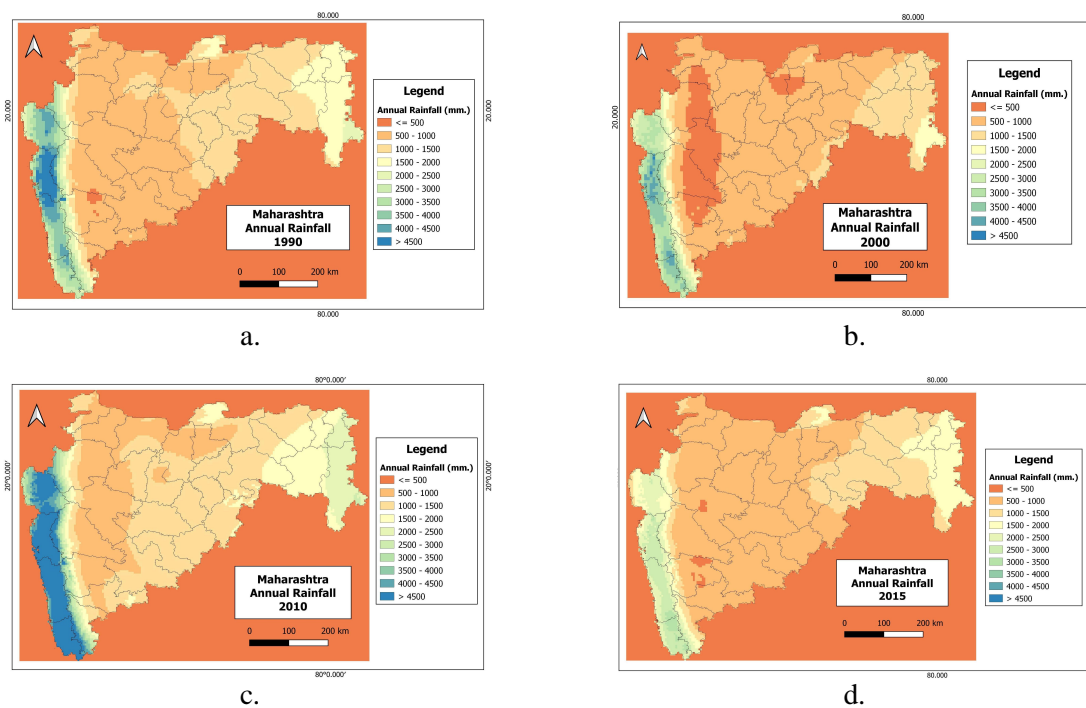 80.000
20.000
20.000
Legend
Annual Rainfall (mm.)
<= 500
500 - 1000
1000 - 1500
1500 - 2000
2000 - 2500
2500 - 3000
3000 - 3500
3500 - 4000
4000 - 4500
> 4500
Maharashtra
Annual Rainfall
1990
0 100 200 km
80.000
a.
80.000
20.000
Legend
Annual Rainfall (mm.)
<= 500
500 - 1000
1000 - 1500
1500 - 2000
2000 - 2500
2500 - 3000
3000 - 3500
3500 - 4000
4000 - 4500
> 4500
Maharashtra
Annual Rainfall
2000
0 100 200 km
80.000
b.
80°0.000'
20°0.000'
20°0.000'
Legend
Annual Rainfall (mm.)
<= 500
500 - 1000
1000 - 1500
1500 - 2000
2000 - 2500
2500 - 3000
3000 - 3500
3500 - 4000
4000 - 4500
> 4500
Maharashtra
Annual Rainfall
2010
0 100 200 km
80°0.000'
c.
80.000
20.000
Legend
Annual Rainfall (mm.)
<= 500
500 - 1000
1000 - 1500
1500 - 2000
2000 - 2500
2500 - 3000
3000 - 3500
3500 - 4000
4000 - 4500
> 4500
Maharashtra
Annual Rainfall
2015
0 100 200 km
80.000
d.